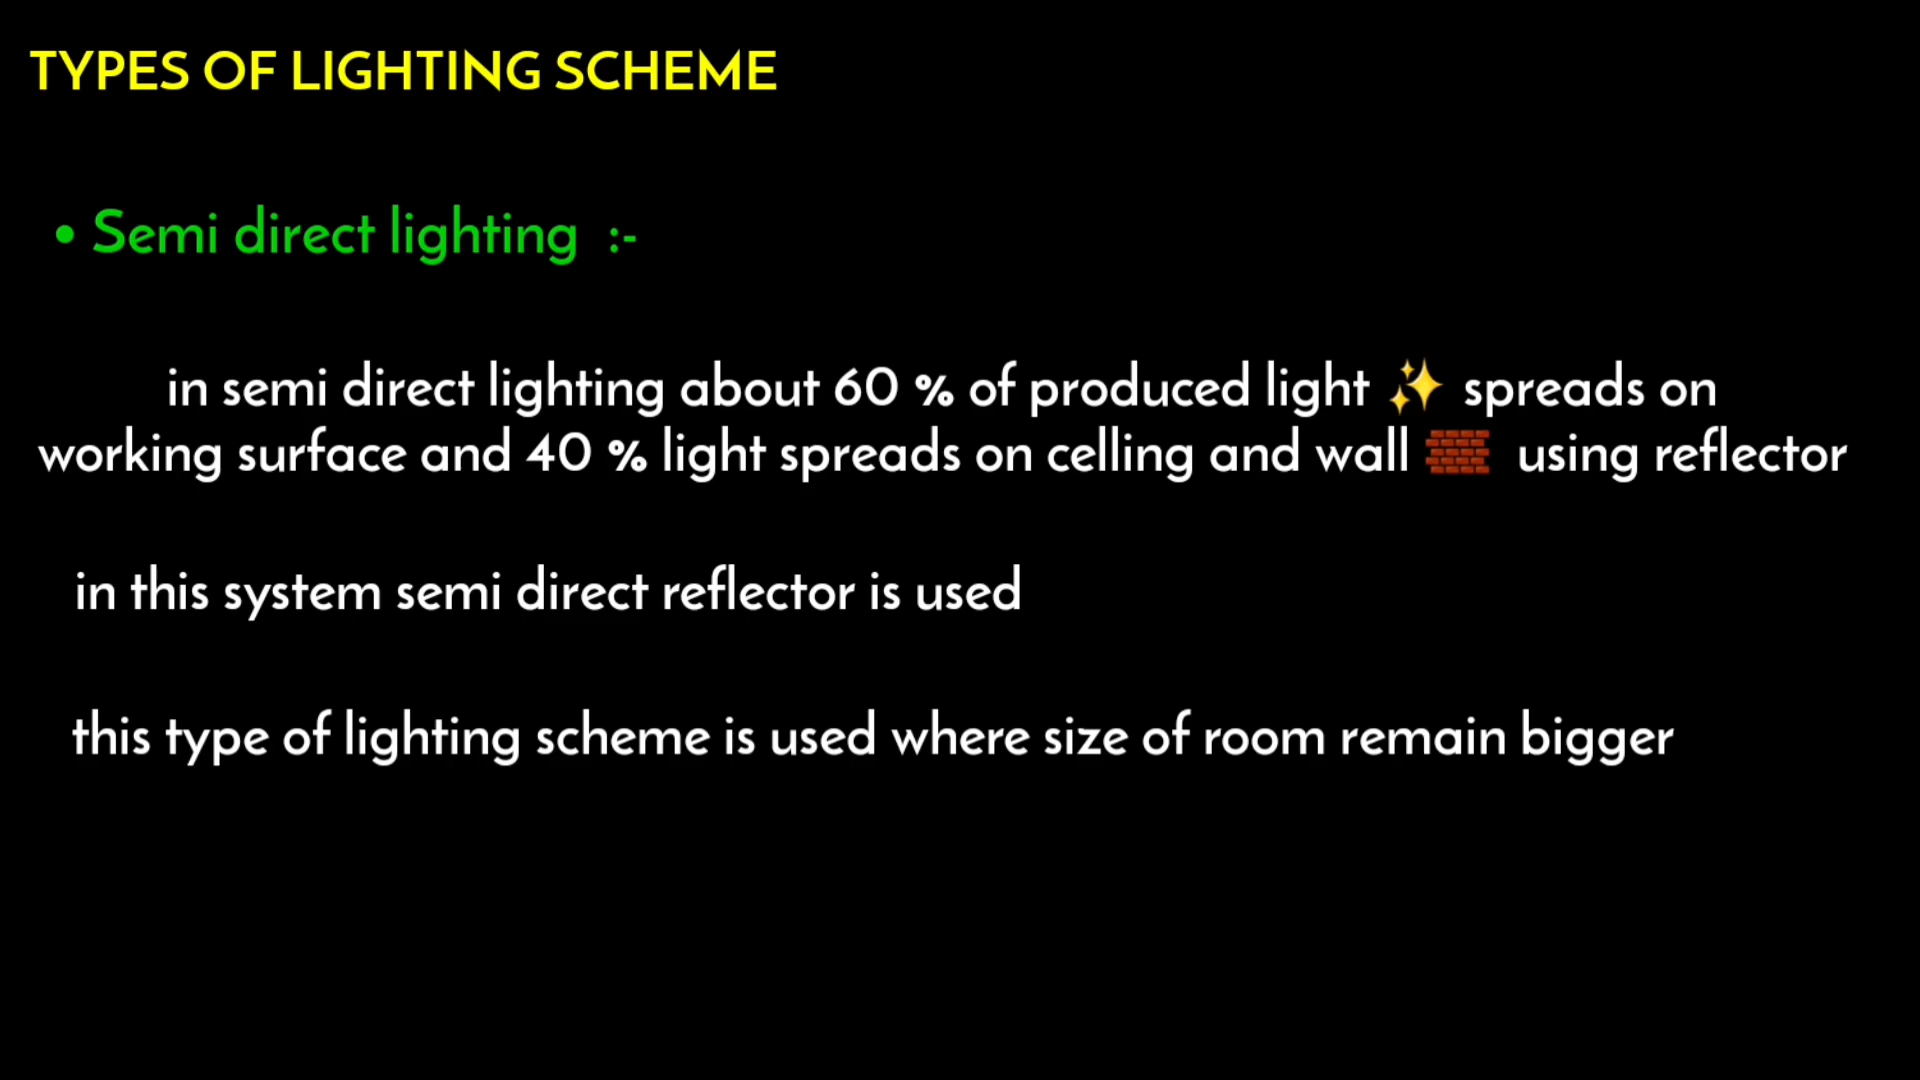 TYPES OF LIGHTING SCHEME
• Semi direct lighting :-
in semi direct lighting about 60 % of produced light ✨ spreads on
working surface and 40 % light spreads on celling and wall 🧱 using reflector
in this system semi direct reflector is used
this type of lighting scheme is used where size of room remain bigger